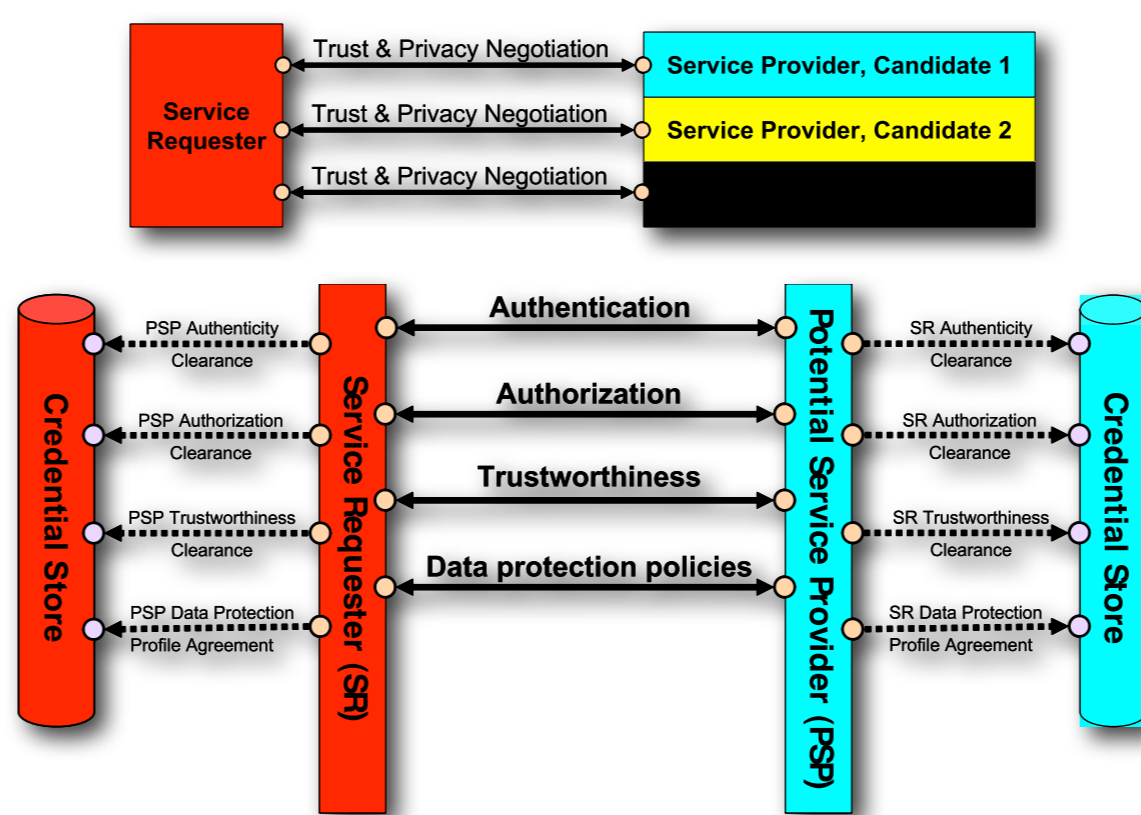 Trust & Privacy Negotiation
Service Provider, Candidate 1
Service
Requester
Trust & Privacy Negotiation
Service Provider, Candidate 2
Trust & Privacy Negotiation
Authentication
PSP Authenticity
Clearance
SR Authenticity
Clearance
Authorization
PSP Authorization
Clearance
SR Authorization
Clearance
Trustworthiness
PSP Trustworthiness
Clearance
SR Trustworthiness
Clearance
Data protection policies
PSP Data Protection
Profile Agreement
SR Data Protection
Profile Agreement
Credential Store
Service Requester (SR)
Potential Service Provider (PSP)
Credential Store